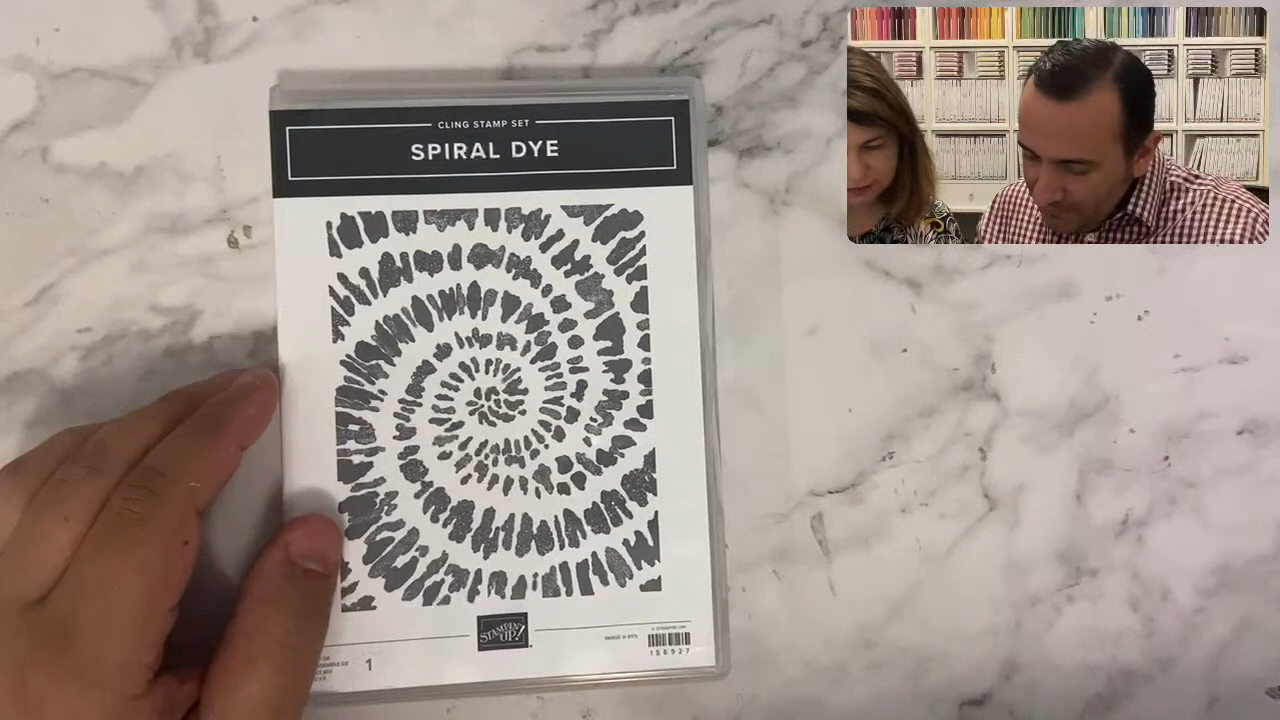 CLING STAMP SET
SPIRAL DYE
STAMPIN' UP!
1
156927